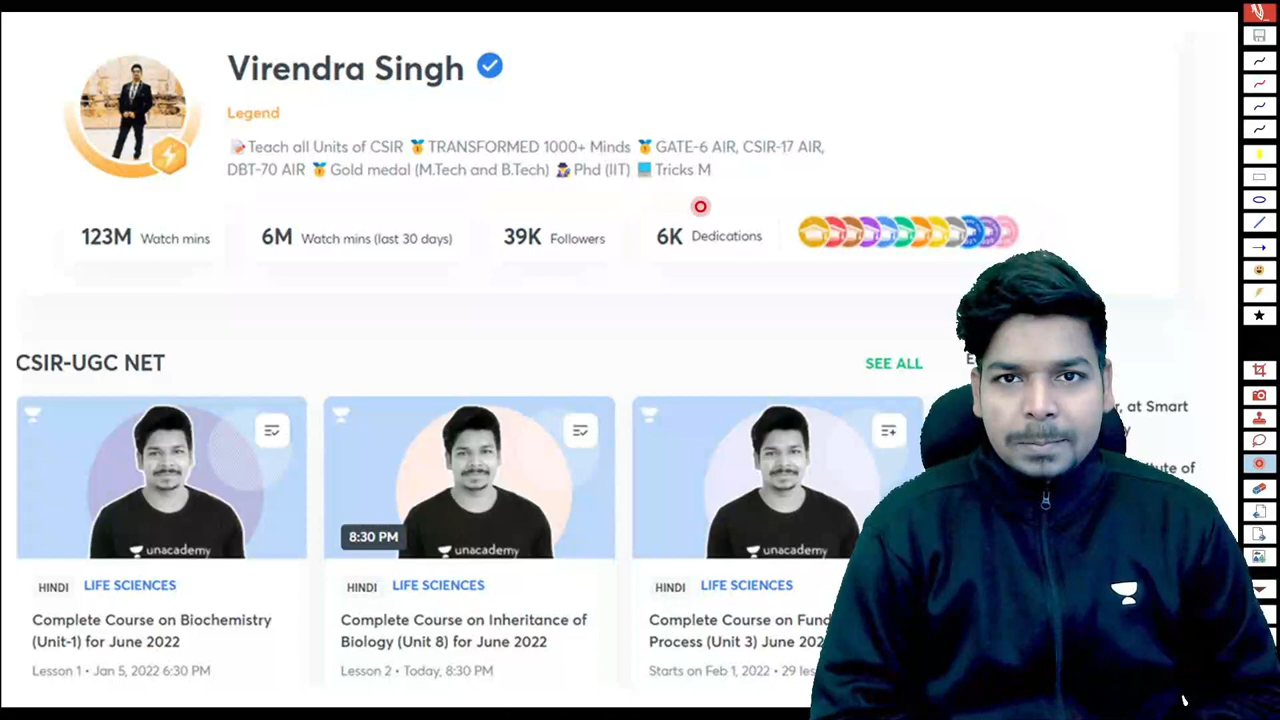 Virendra Singh
Legend
Teach all Units of CSIR 🥇 TRANSFORMED 1000+ Minds 🥇 GATE-6 AIR, CSIR-17 AIR,
DBT-70 AIR 🥇 Gold medal (M.Tech and B.Tech) Phd (IIT) Tricks M
123M Watch mins 6M Watch mins (last 30 days) 39K Followers 6K Dedications
CSIR-UGC NET
SEE ALL
E
r, at Smart
y
itute of
unacademy
8:30 PM
unacademy
unacademy
HINDI LIFE SCIENCES
Complete Course on Biochemistry
(Unit-1) for June 2022
Lesson 1 • Jan 5, 2022 6:30 PM
HINDI LIFE SCIENCES
Complete Course on Inheritance of
Biology (Unit 8) for June 2022
Lesson 2 • Today, 8:30 PM
HINDI LIFE SCIENCES
Complete Course on Fun
Process (Unit 3) June 202
Starts on Feb 1, 2022 • 29 les